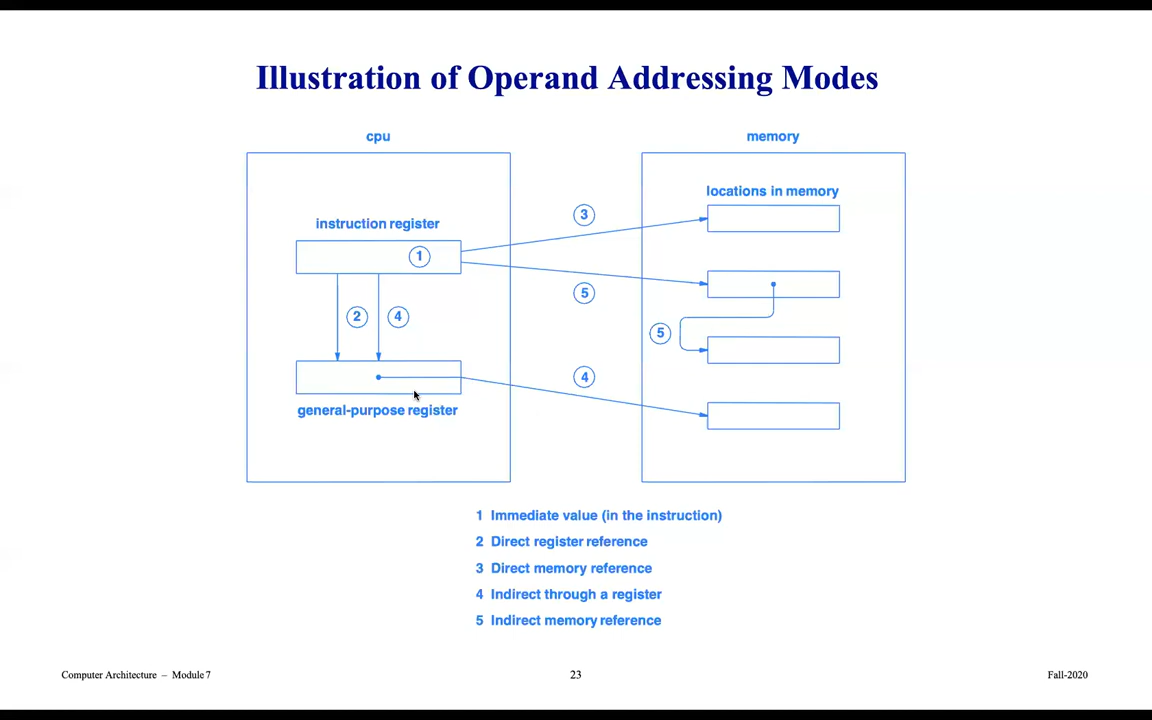 Illustration of Operand Addressing Modes
cpu
memory
locations in memory
instruction register
3
1
5
2
4
5
4
general-purpose register
1 Immediate value (in the instruction)
2 Direct register reference
3 Direct memory reference
4 Indirect through a register
5 Indirect memory reference
Computer Architecture – Module 7
23
Fall-2020